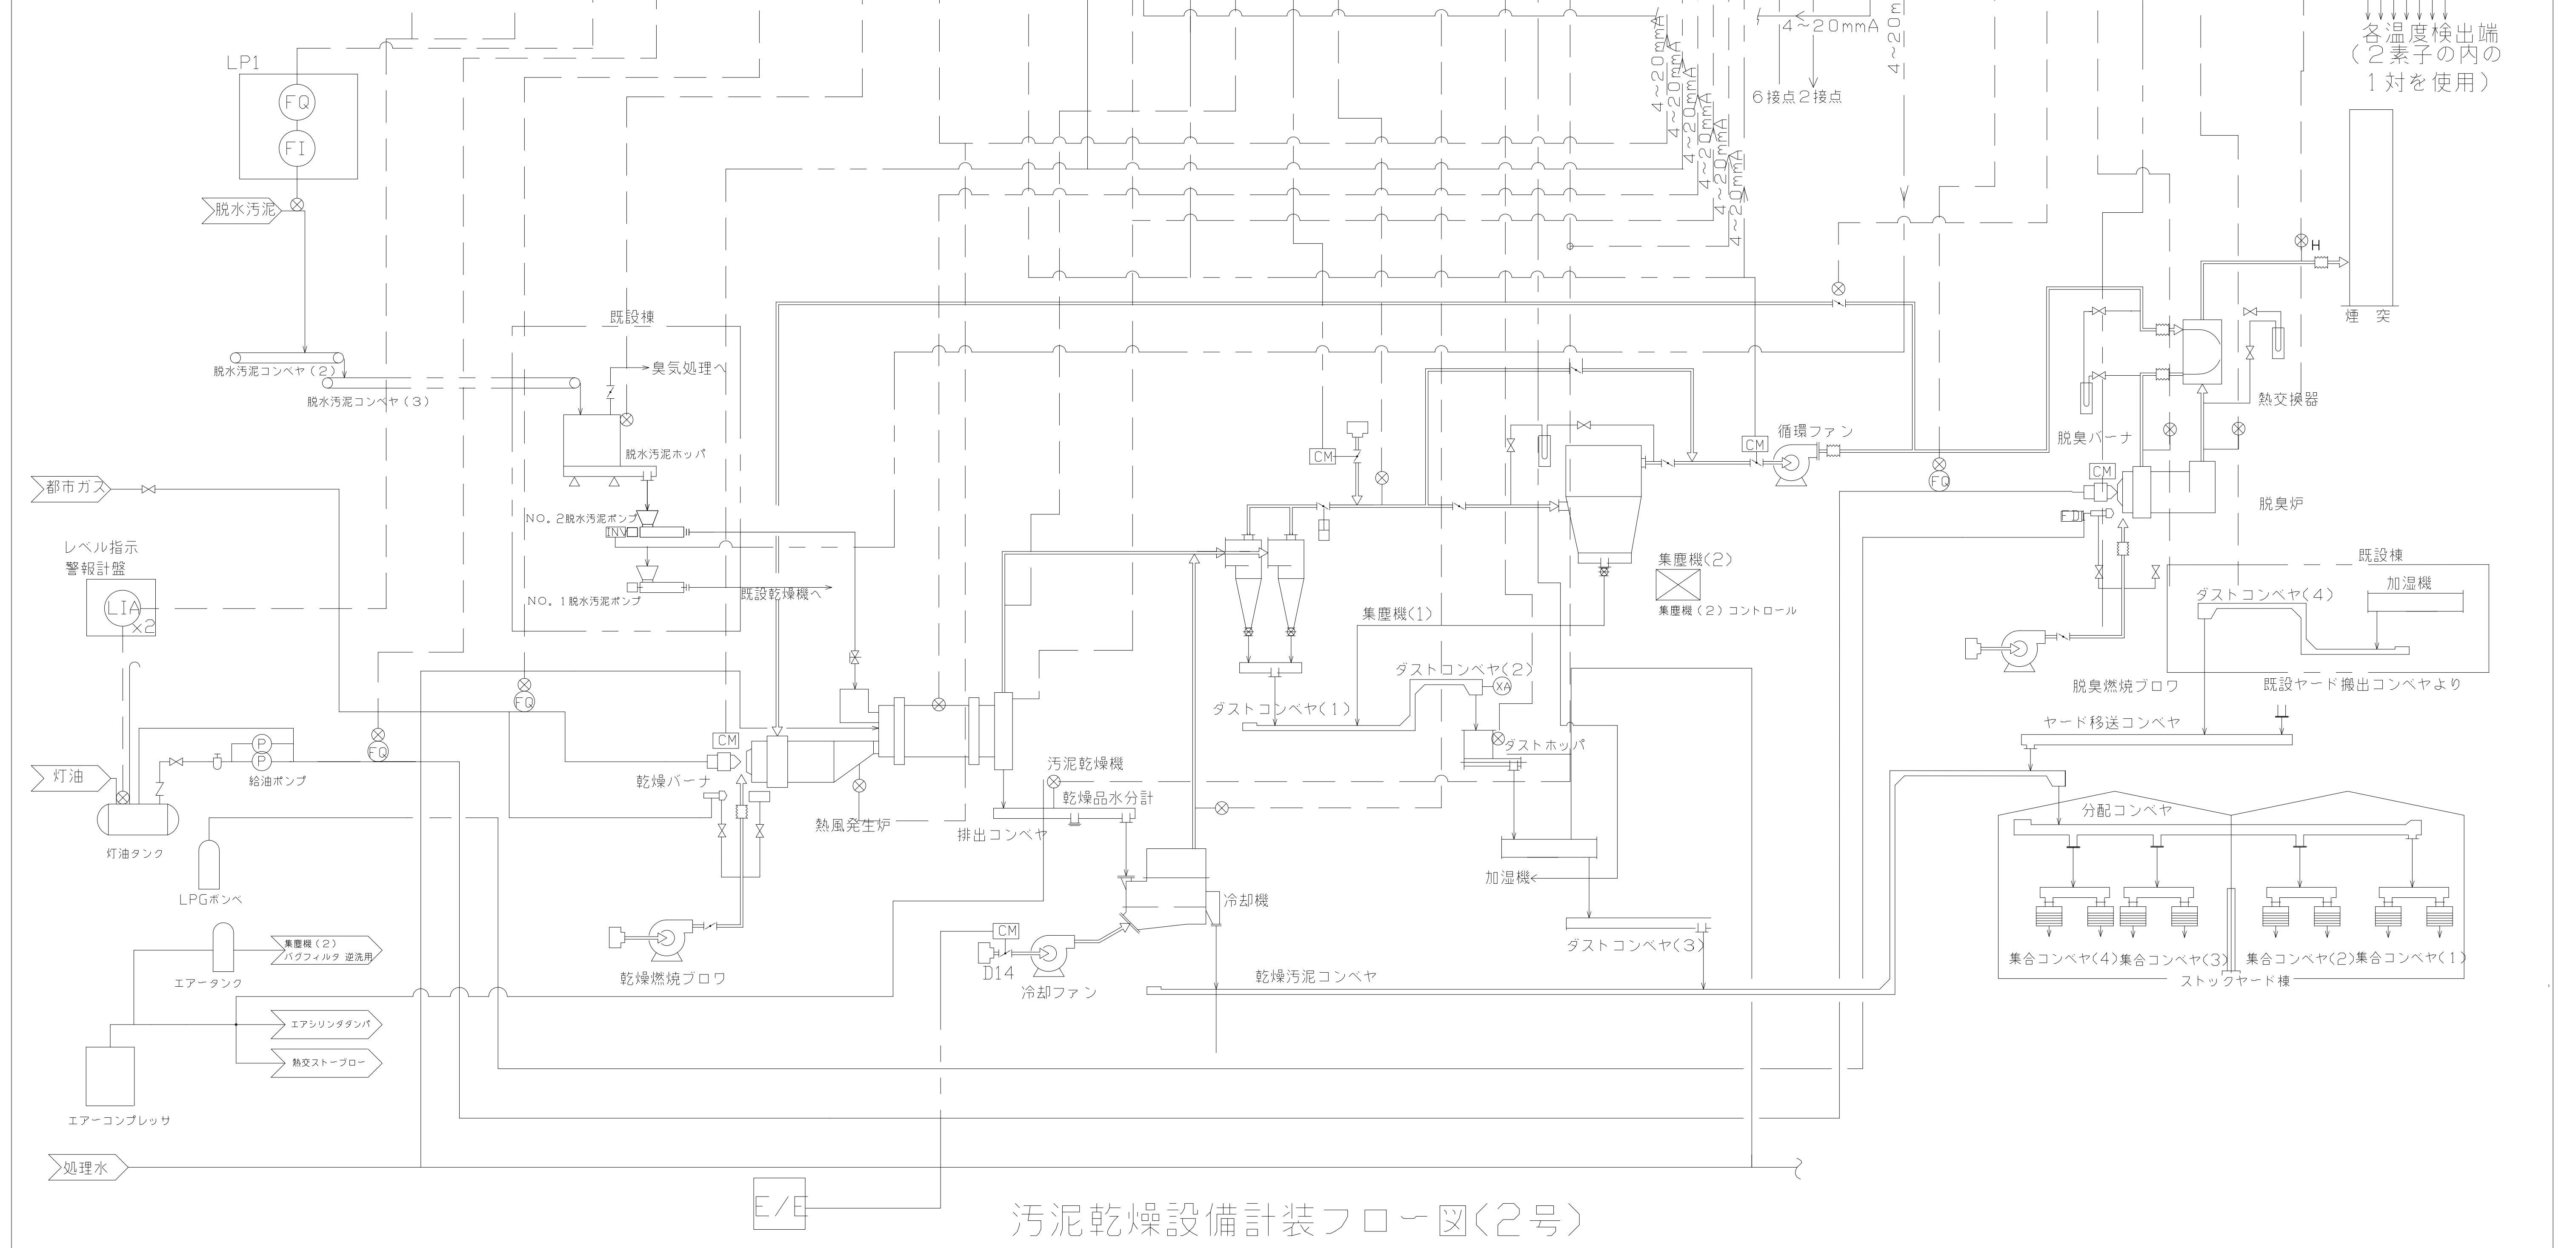 4～20mmA
4～20mmA
4～20mmA
4～20mmA
4～20mmA
4～20mmA
4～20mmA
6接点2接点
各温度検出端
(2素子の内の
1対を使用)
LP1
FQ
FI
脱水汚泥
H
煙　突
既設棟
臭気処理へ
脱水汚泥コンベヤ(2)
脱水汚泥コンベヤ(3)
脱水汚泥ホッパ
熱交換器
循環ファン
脱臭バーナ
CM
CM
CM
FQ
都市ガス
NO. 2脱水汚泥ポンプ
INV
脱臭炉
レベル指示
警報計盤
LIA
X2
NO. 1脱水汚泥ポンプ
既設乾燥機へ
集塵機(2)
集塵機(2)コントロール
集塵機(1)
既設棟
加湿機
ダストコンベヤ(4)
ダストコンベヤ(2)
XA
ダストコンベヤ(1)
脱臭燃焼ブロワ
既設ヤード搬出コンベヤより
FQ
ヤード移送コンベヤ
灯油
P
P
FQ
給油ポンプ
CM
乾燥バーナ
ダストホッパ
汚泥乾燥機
乾燥品水分計
熱風発生炉
排出コンベヤ
分配コンベヤ
灯油タンク
LPGボンベ
加湿機
冷却機
CM
D14
冷却ファン
ダストコンベヤ(3)
集塵機(2)
バグフィルタ 逆洗用
エアータンク
乾燥燃焼ブロワ
乾燥汚泥コンベヤ
集合コンベヤ(4)
集合コンベヤ(3)
集合コンベヤ(2)
集合コンベヤ(1)
ストックヤード棟
エアシリンダダンパ
熱交ストーブロー
エアーコンプレッサ
処理水
E/E
汚泥乾燥設備計装フロー図(2号)